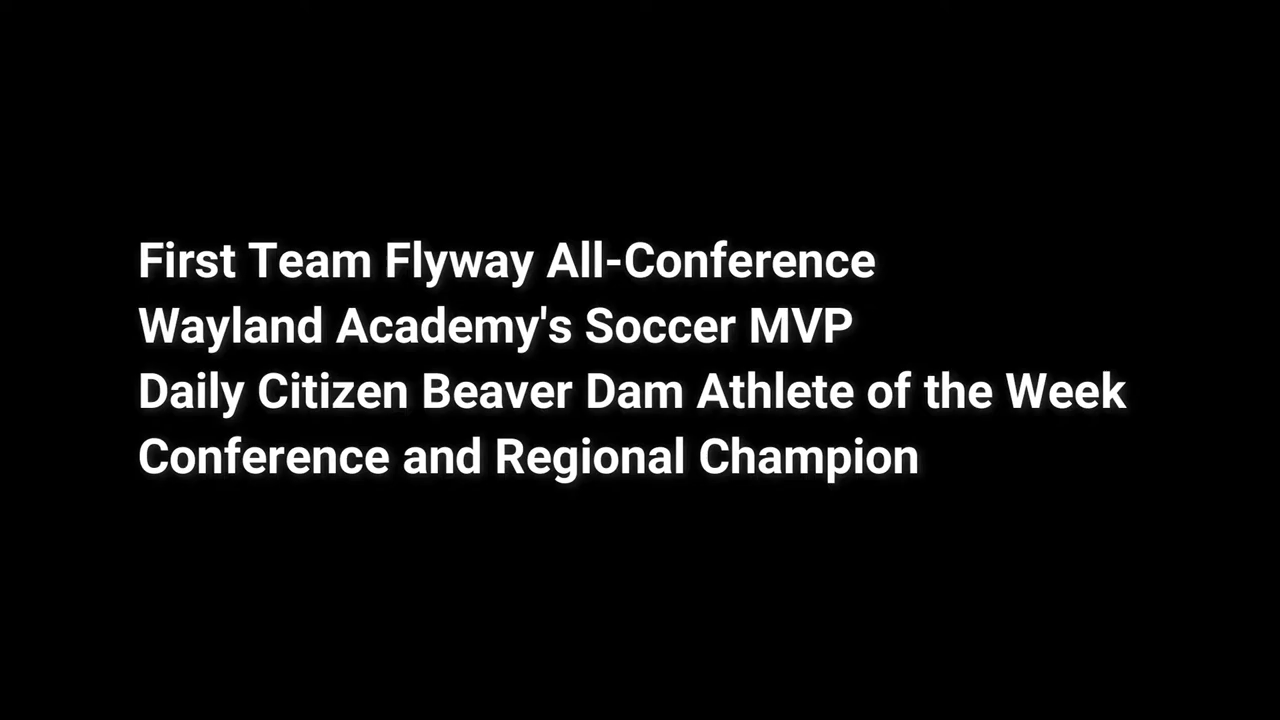 First Team Flyway All-Conference
Wayland Academy's Soccer MVP
Daily Citizen Beaver Dam Athlete of the Week
Conference and Regional Champion